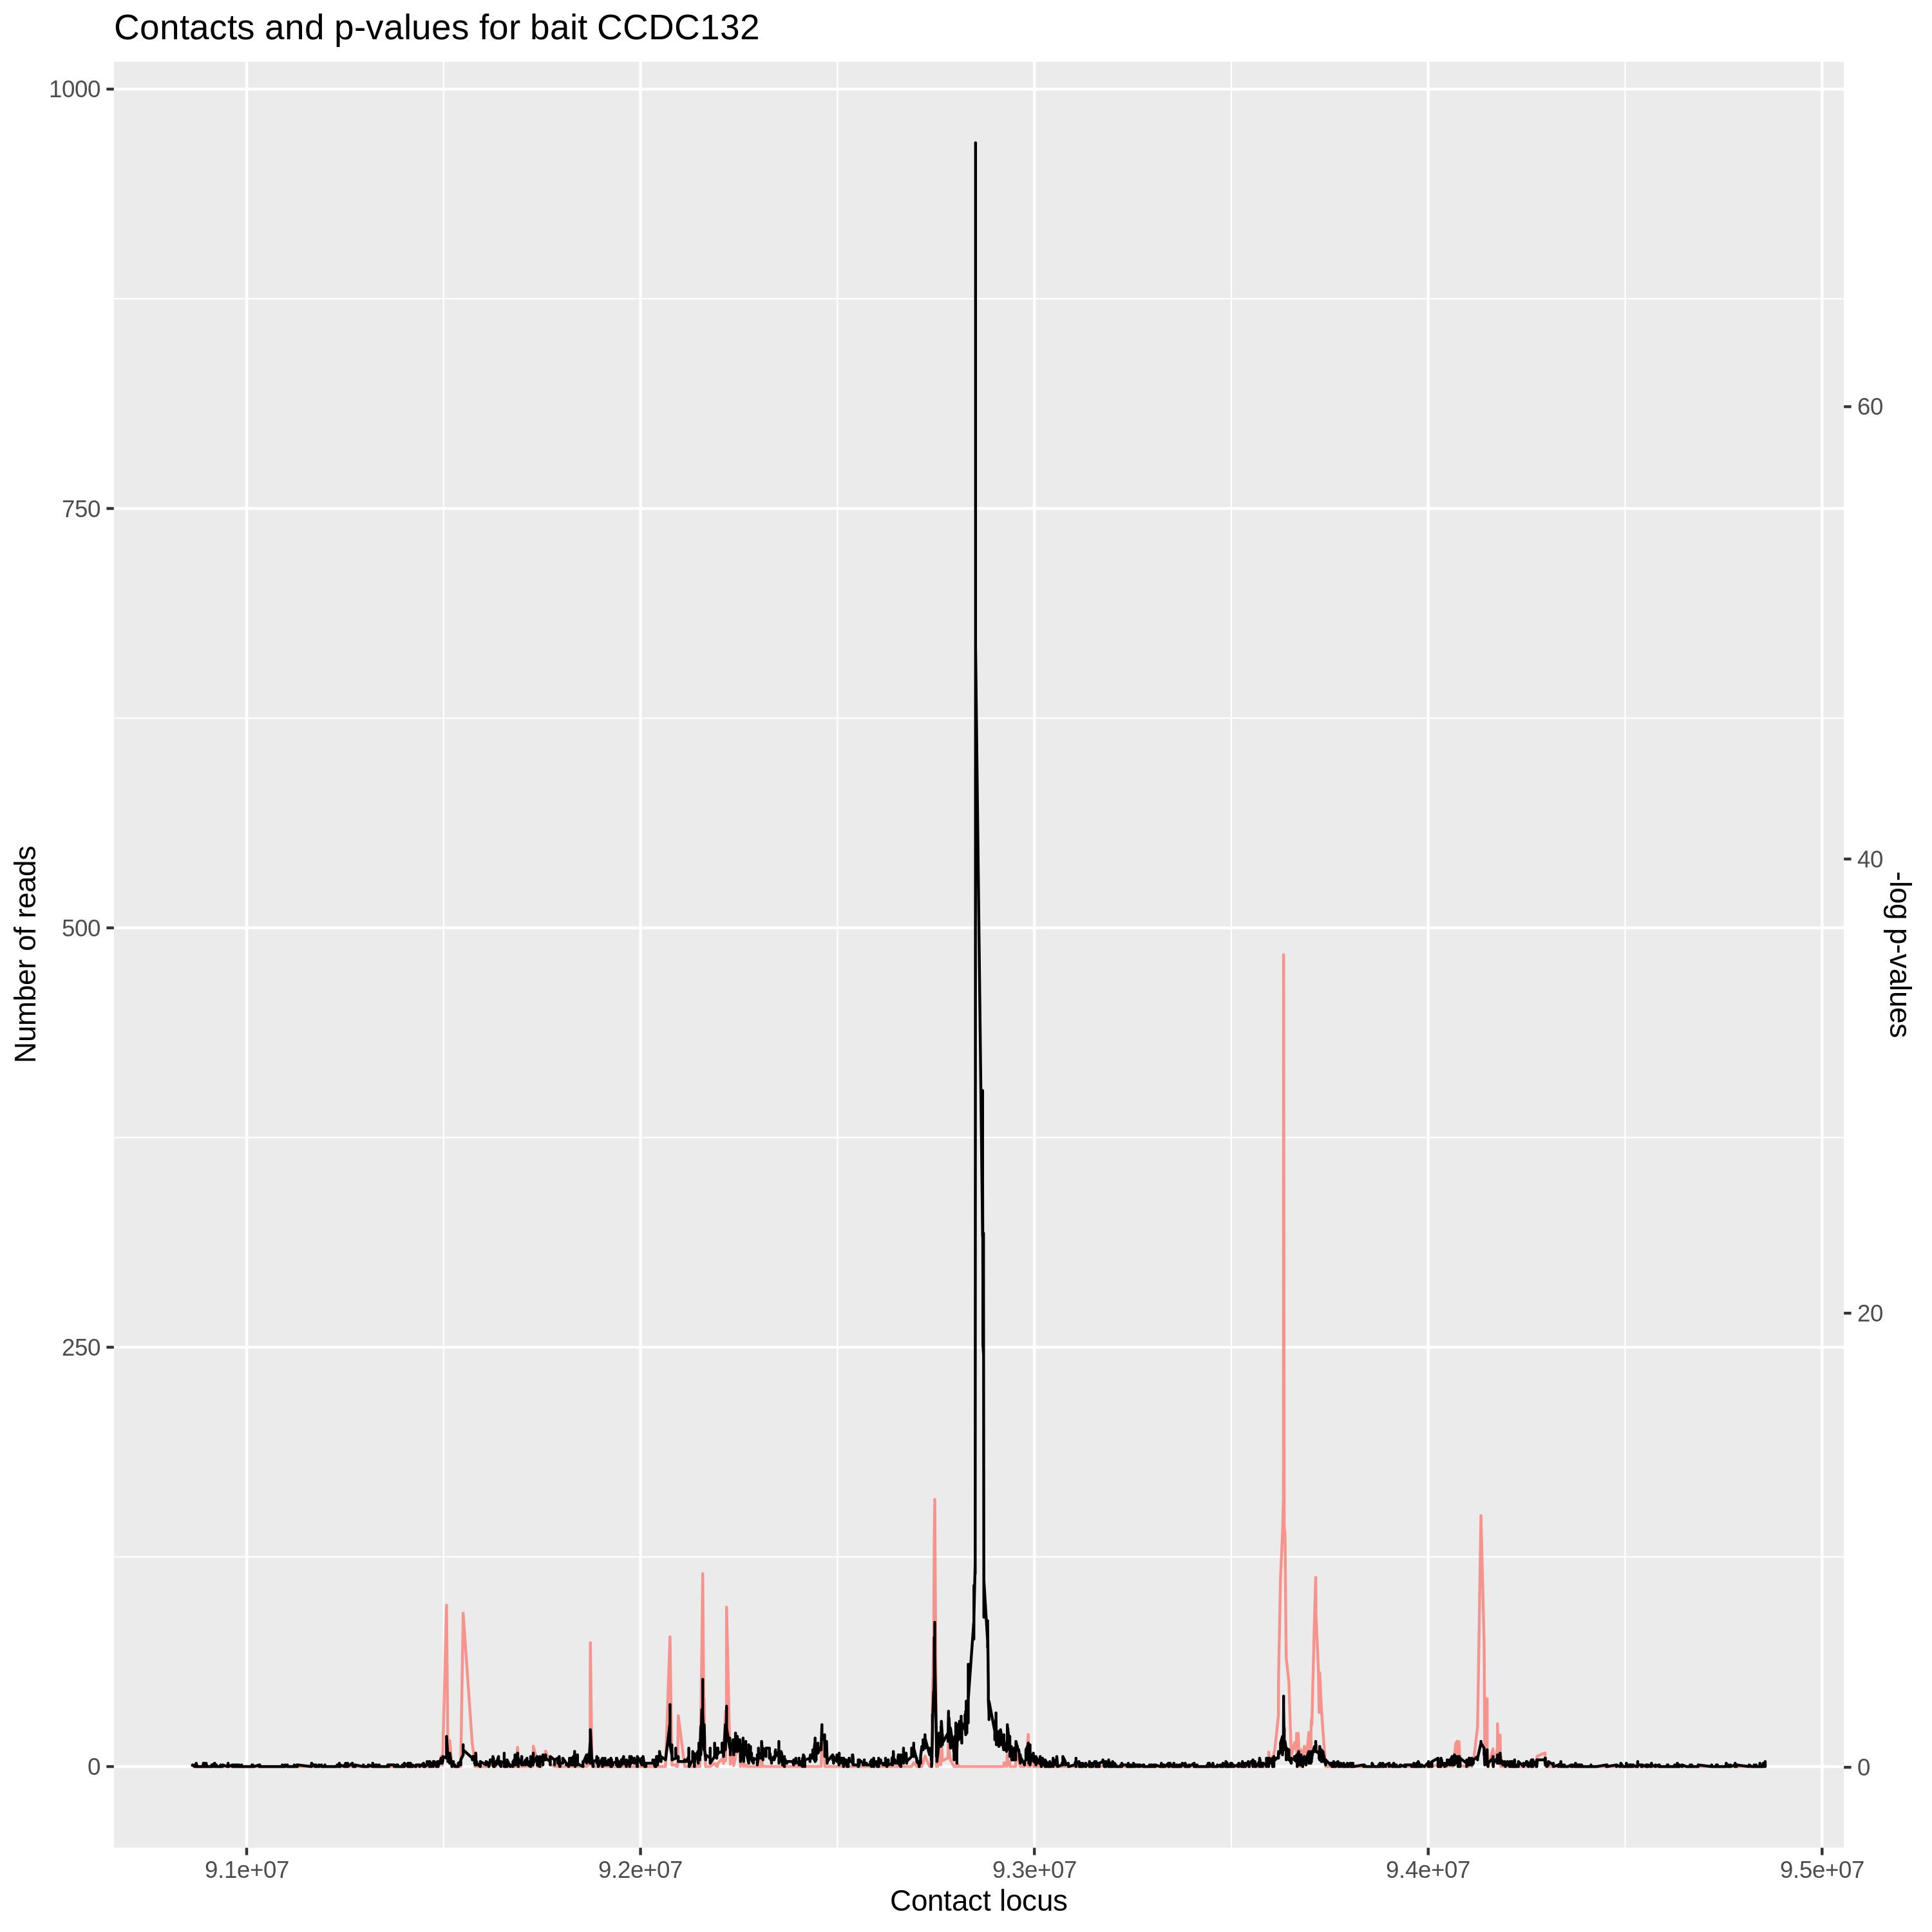 Contacts and p-values for bait CCDC132
1000
750
500
250
0
Number of reads
60
40
20
0
-log p-values
9.1e+07
9.2e+07
9.3e+07
9.4e+07
9.5e+07
Contact locus